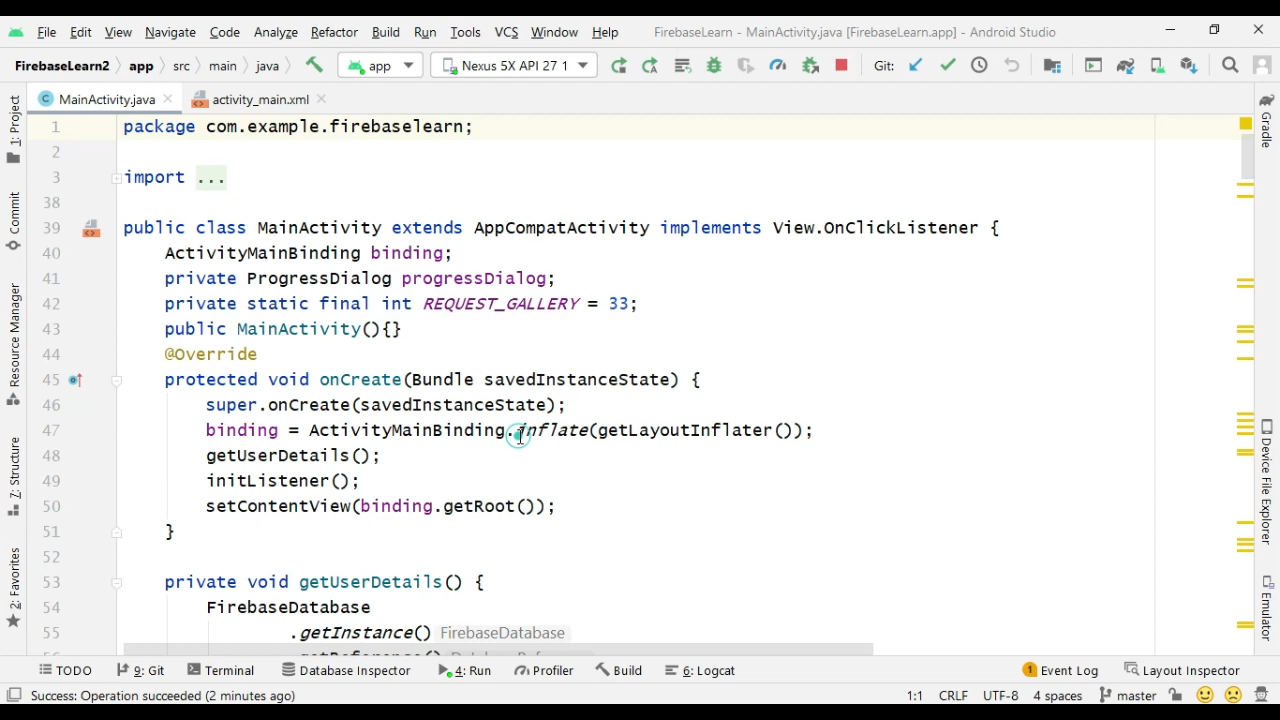 File Edit View Navigate Code Analyze Refactor Build Run Tools VCS Window Help FirebaseLearn - MainActivity.java [FirebaseLearn.app] - Android Studio
FirebaseLearn2 app src main java app Nexus 5X API 27 1 Git:
MainActivity.java activity_main.xml
1 package com.example.firebaselearn;
2
3 import ...
38
39 public class MainActivity extends AppCompatActivity implements View.OnClickListener {
40 ActivityMainBinding binding;
41 private ProgressDialog progressDialog;
42 private static final int REQUEST_GALLERY = 33;
43 public MainActivity(){}
44 @Override
45 protected void onCreate(Bundle savedInstanceState) {
46 super.onCreate(savedInstanceState);
47 binding = ActivityMainBinding.inflate(getLayoutInflater());
48 getUserDetails();
49 initListener();
50 setContentView(binding.getRoot());
51 }
52
53 private void getUserDetails() {
54 FirebaseDatabase
55 .getInstance() FirebaseDatabase
1: Project
Commit
Resource Manager
Z: Structure
2: Favorites
Gradle
Device File Explorer
Emulator
TODO 9: Git Terminal Database Inspector 4: Run Profiler Build 6: Logcat 1 Event Log Layout Inspector
Success: Operation succeeded (2 minutes ago) 1:1 CRLF UTF-8 4 spaces master